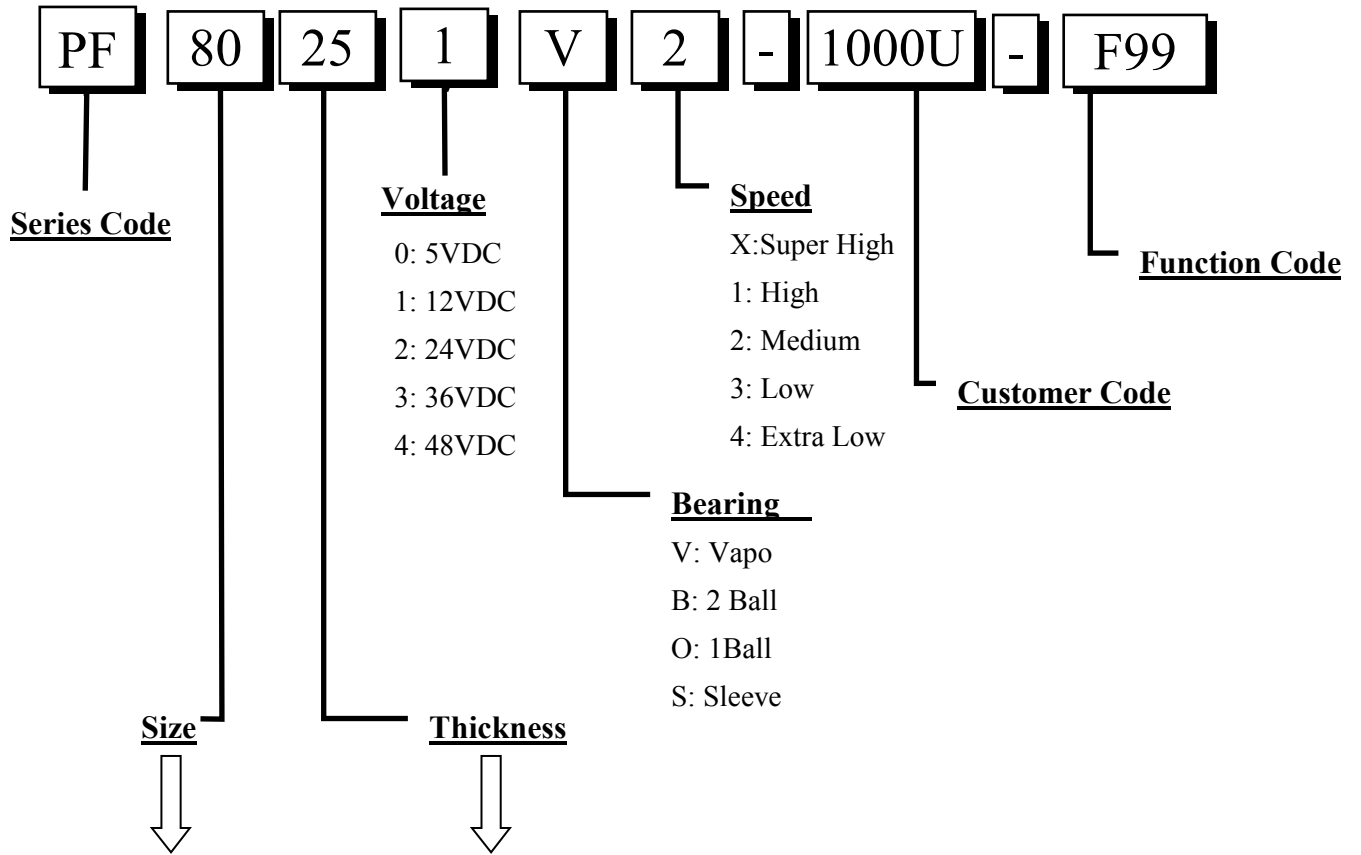 PF 80 25 1 V 2 - 1000U - F99
Series Code
Voltage
0: 5VDC
1: 12VDC
2: 24VDC
3: 36VDC
4: 48VDC
Speed
X:Super High
1: High
2: Medium
3: Low
4: Extra Low
Function Code
Customer Code
Bearing
V: Vapo
B: 2 Ball
O: 1Ball
S: Sleeve
Size
Thickness